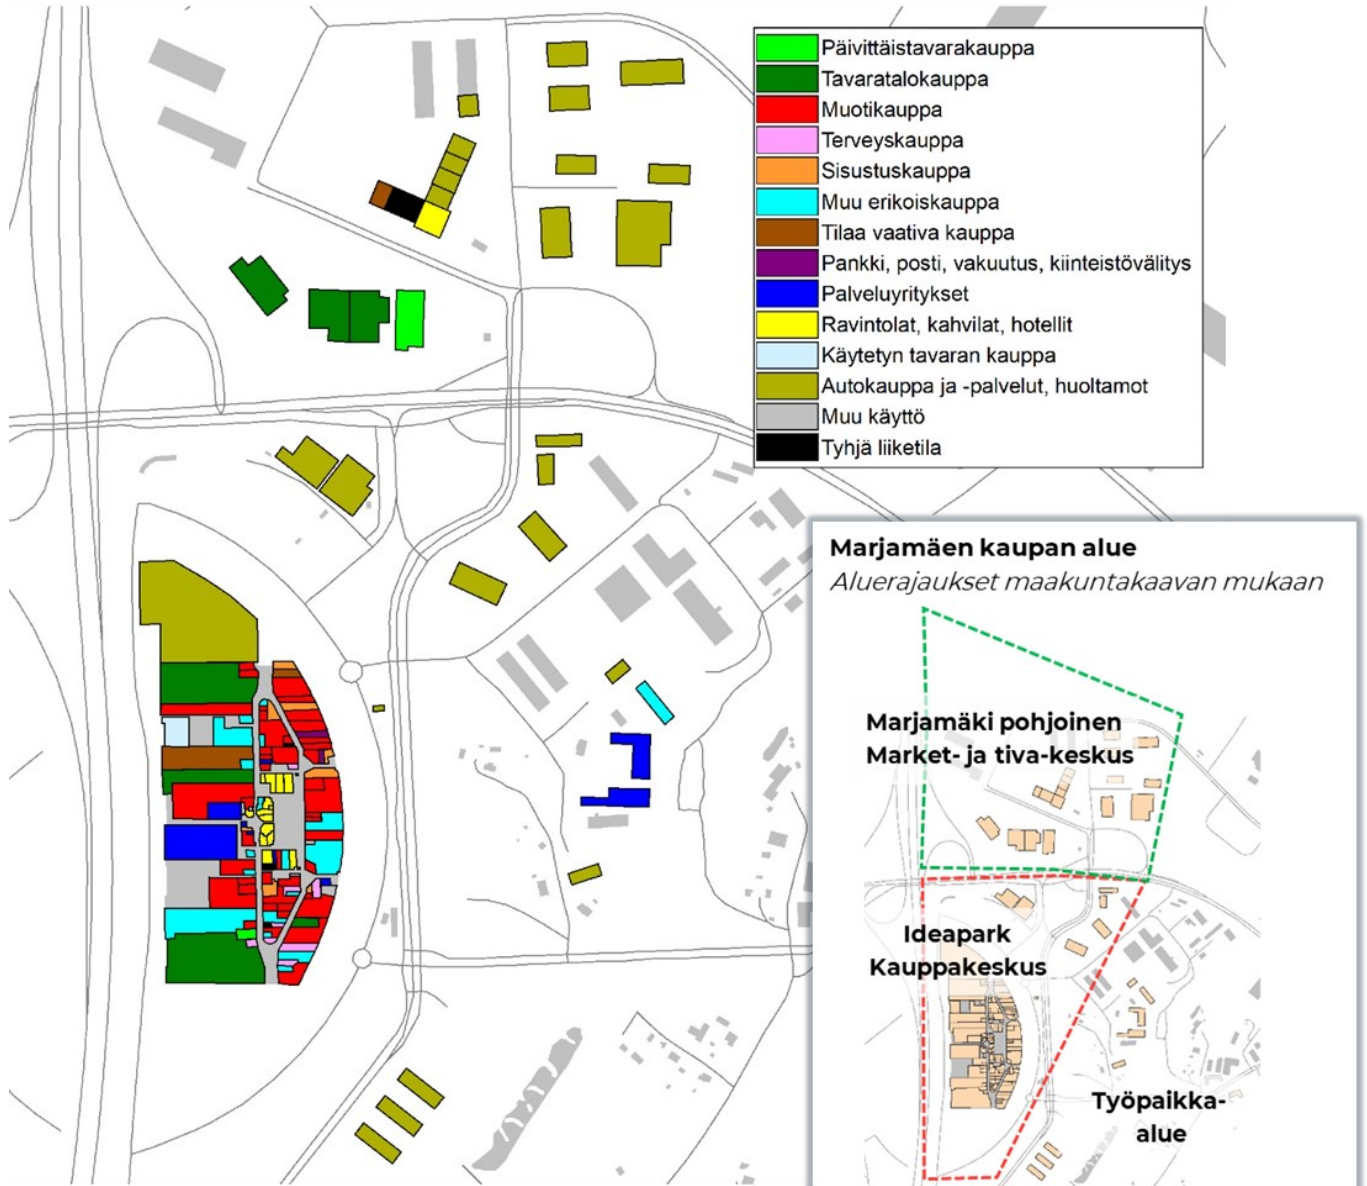 Päivittäistavarakauppa
Tavaratalokauppa
Muotikauppa
Terveyskauppa
Sisustuskauppa
Muu erikoiskauppa
Tilaa vaativa kauppa
Pankki, posti, vakuutus, kiinteistövälitys
Palveluyritykset
Ravintolat, kahvilat, hotellit
Käytetyn tavaran kauppa
Autokauppa ja -palvelut, huoltamot
Muu käyttö
Tyhjä liiketila
Marjamäen kaupan alue
Aluerajaukset maakuntakaavan mukaan
Marjamäki pohjoinen
Market- ja tiva-keskus
Ideapark
Kauppakeskus
Työpaikka-
alue